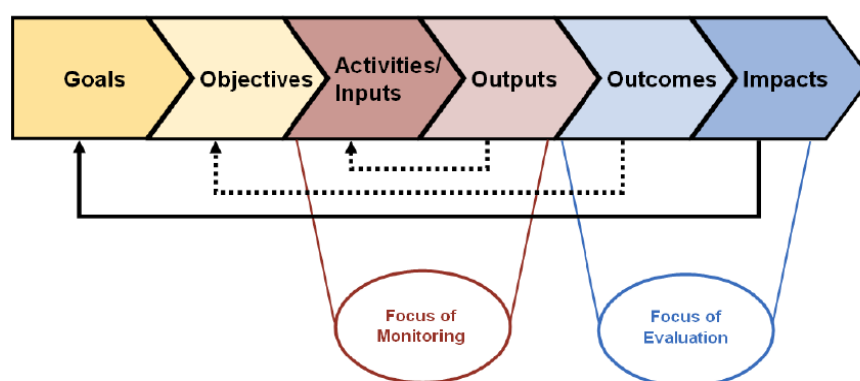 Goals
Objectives
Activities/
Inputs
Outputs
Outcomes
Impacts
Focus of
Monitoring
Focus of
Evaluation